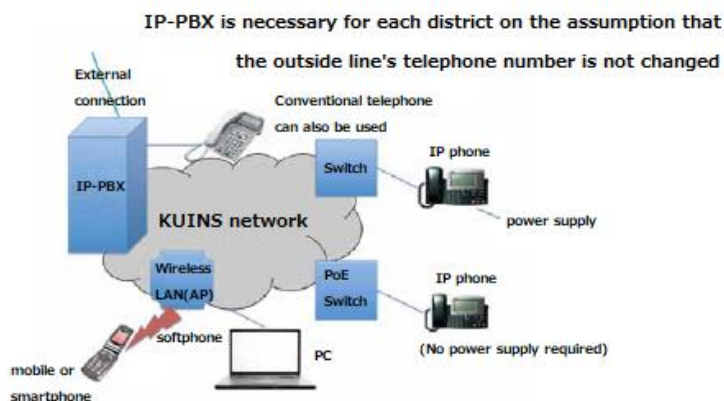 IP-PBX is necessary for each district on the assumption that
the outside line's telephone number is not changed
External
connection
Conventional telephone
can also be used
IP-PBX
Switch
IP phone
power supply
KUINS network
Wireless
LAN(AP)
PoE
Switch
IP phone
(No power supply required)
softphone
PC
mobile or
smartphone